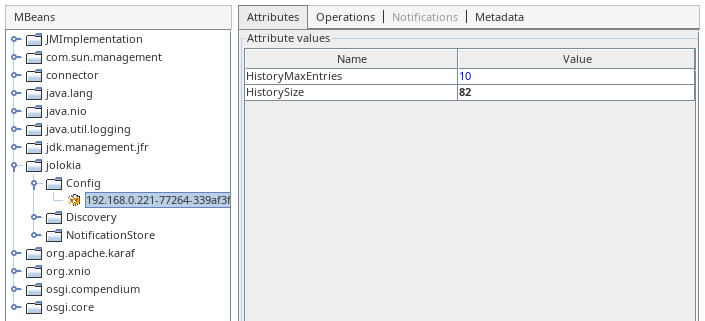 MBeans
JMImplementation
com.sun.management
connector
java.lang
java.nio
java.util.logging
jdk.management.jfr
jolokia
Config
192.168.0.221-77264-339af3f
Discovery
NotificationStore
org.apache.karaf
org.xnio
osgi.compendium
osgi.core
Attributes Operations Notifications Metadata
Attribute values
Name Value
HistoryMaxEntries 10
HistorySize 82